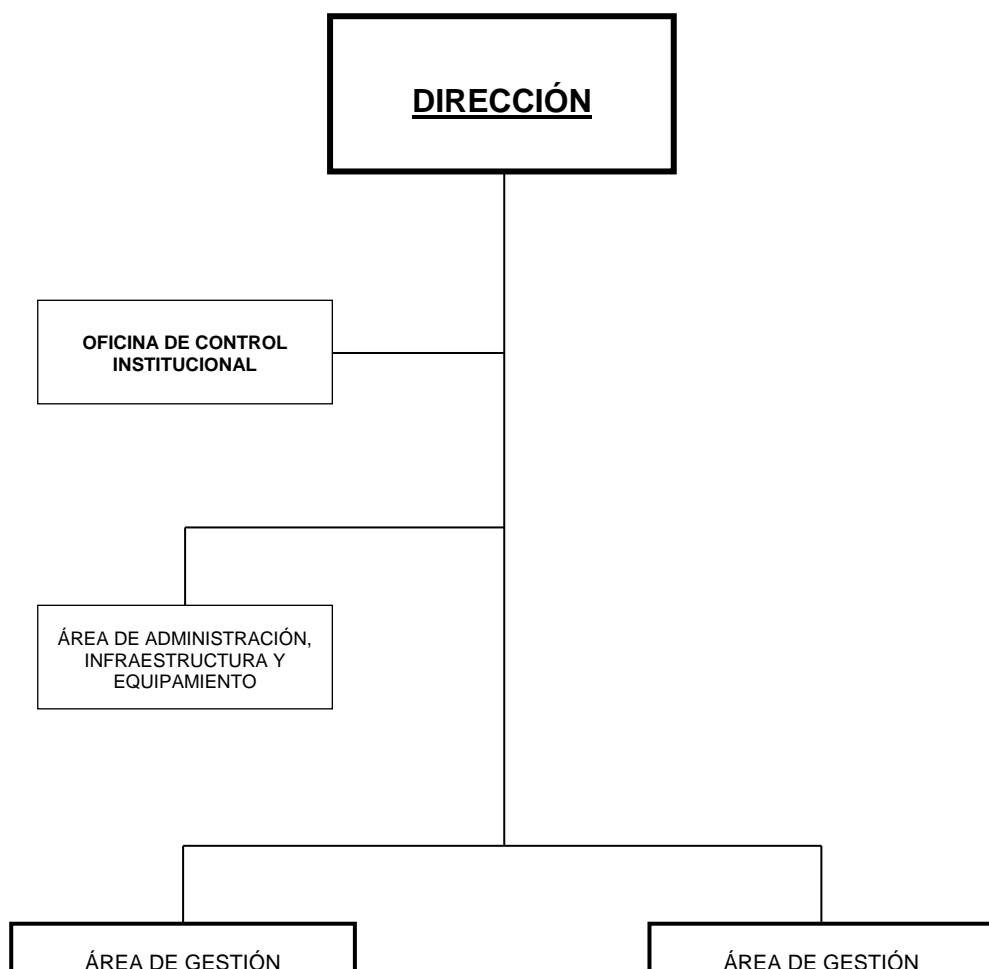 DIRECCIÓN
OFICINA DE CONTROL
INSTITUCIONAL
ÁREA DE ADMINISTRACIÓN,
INFRAESTRUCTURA Y
EQUIPAMIENTO
ÁREA DE GESTIÓN
ÁREA DE GESTIÓN